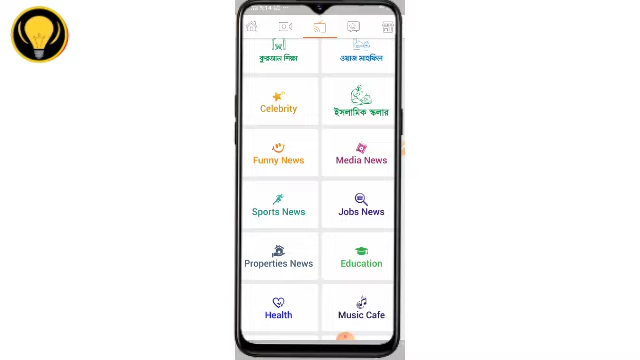 কুরআন শিক্ষা
ওয়াজ মাহফিল
Celebrity
ইসলামিক স্কলার
Funny News
Media News
Sports News
Jobs News
Properties News
Education
Health
Music Cafe